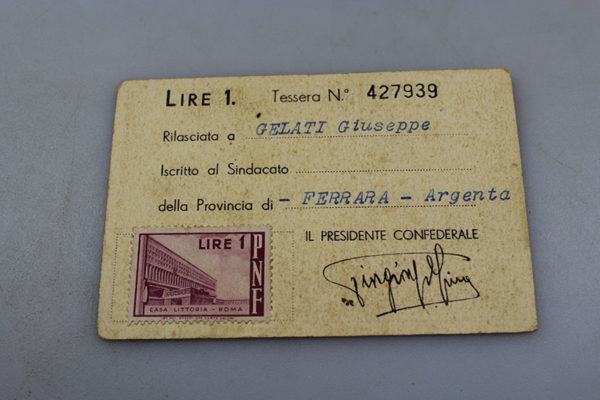 LIRE 1. Tessera N.º 427939
Rilasciata a GELATI Giuseppe
Iscritto al Sindacato
della Provincia di - FERRARA - Argenta
IL PRESIDENTE CONFEDERALE
LIRE 1
PNF
CASA LITTORIA - ROMA